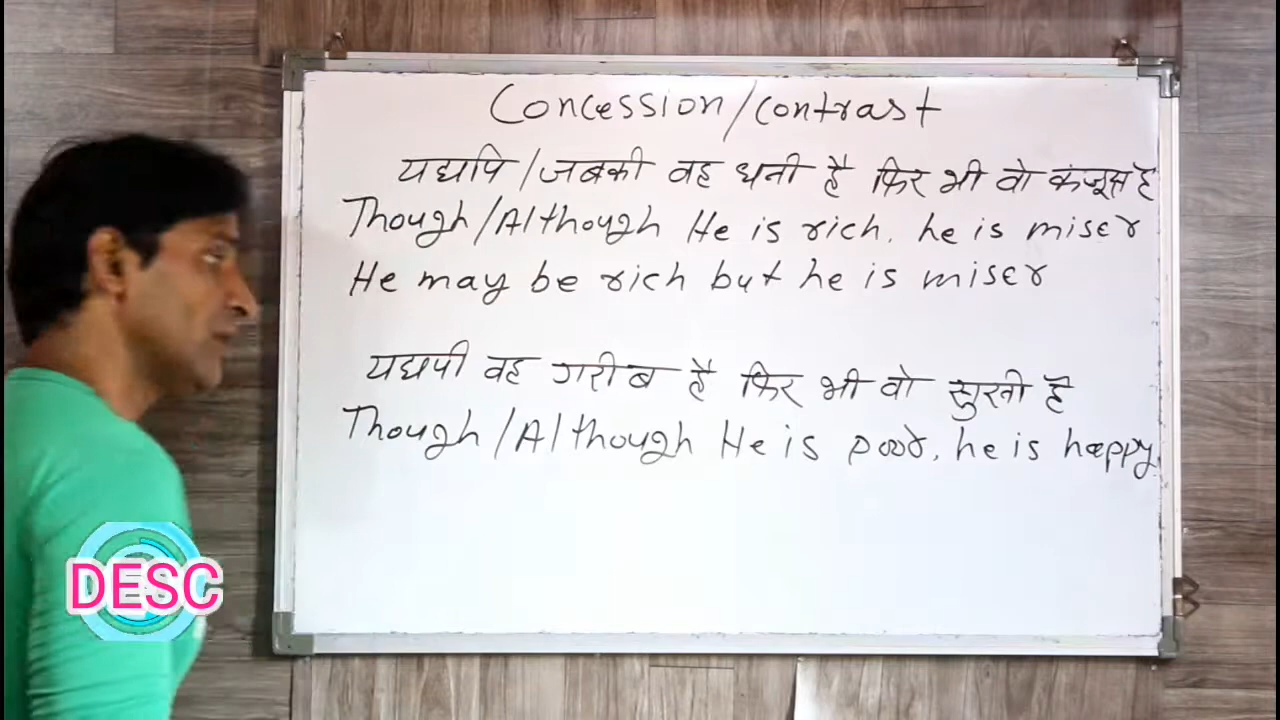 Concession/contrast
यद्यपि/जबकी वह धनी है फिर भी वो कंजूस है
Though/Although He is rich. he is miser
He may be rich but he is miser
यद्यपी वह गरीब है फिर भी वो सुखी है
Though/Although He is poor. he is happy.
DESC